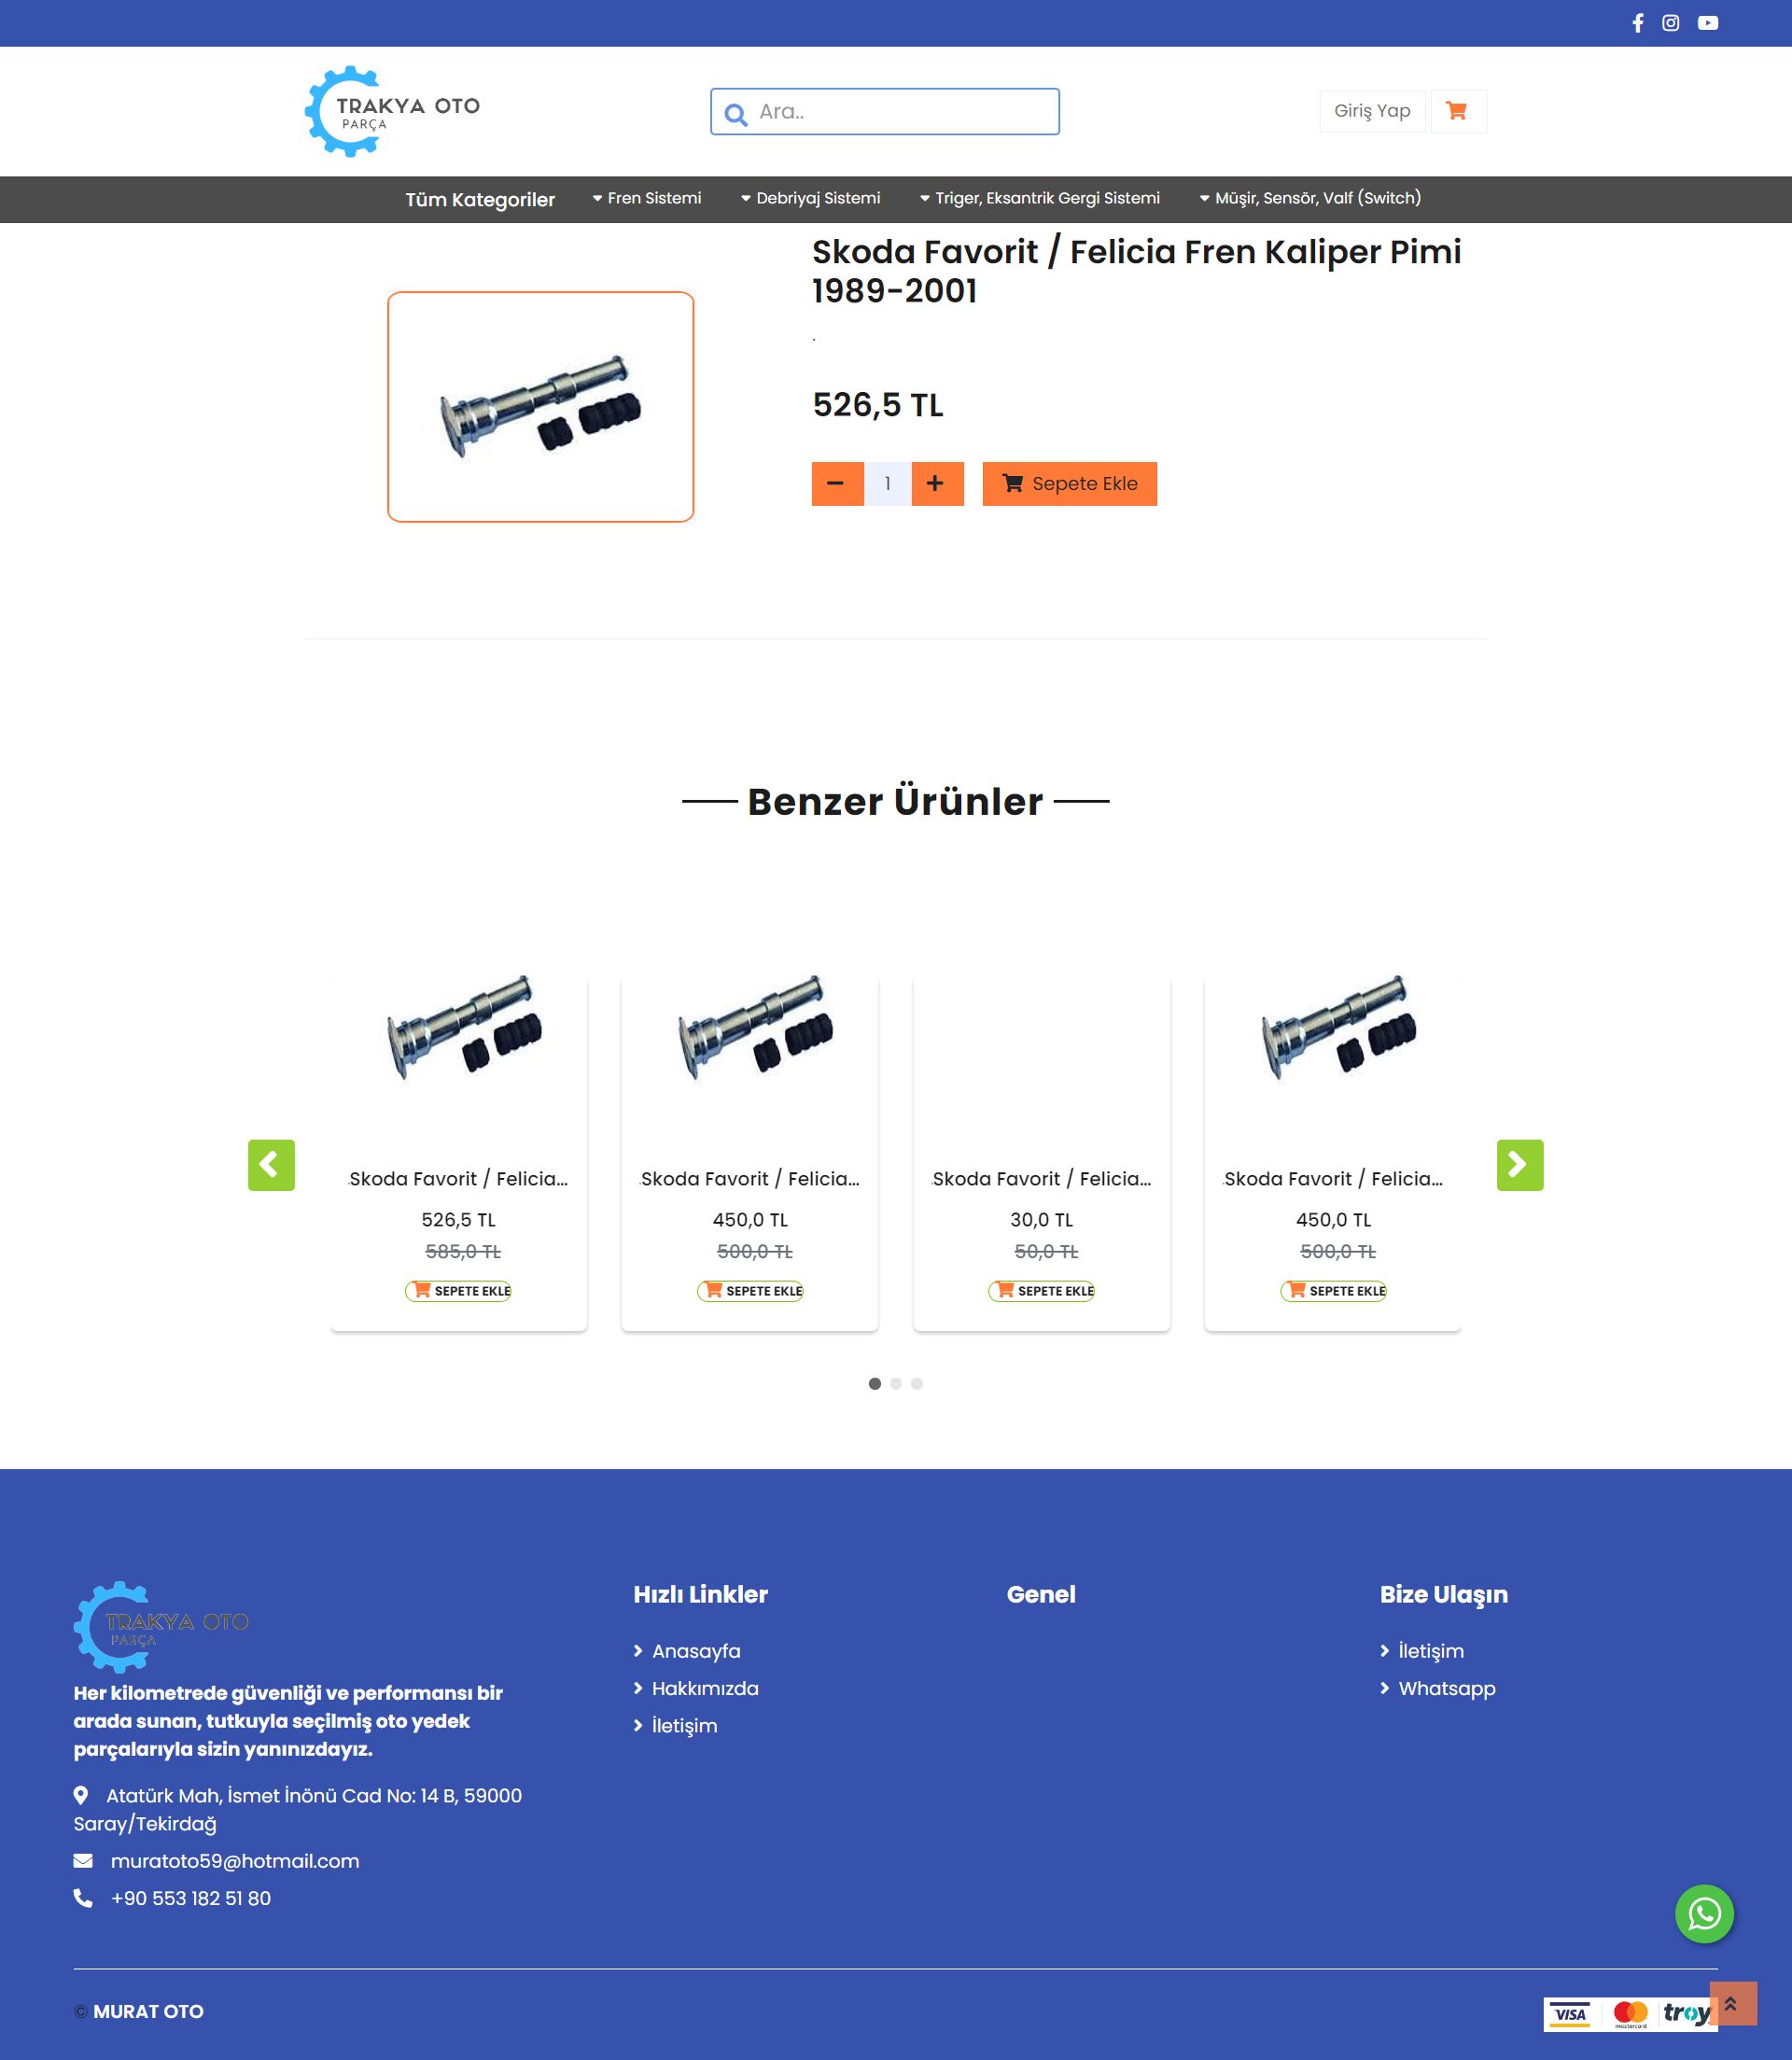 TRAKYA OTO
PARÇA
Ara..
Giriş Yap
Tüm Kategoriler
Fren Sistemi
Debriyaj Sistemi
Triger, Eksantrik Gergi Sistemi
Müşir, Sensör, Valf (Switch)
Skoda Favorit / Felicia Fren Kaliper Pimi
1989-2001
.
526,5 TL
1
Sepete Ekle
Benzer Ürünler
Skoda Favorit / Felicia...
526,5 TL
585,0 TL
SEPETE EKLE
Skoda Favorit / Felicia...
450,0 TL
500,0 TL
SEPETE EKLE
Skoda Favorit / Felicia...
30,0 TL
50,0 TL
SEPETE EKLE
Skoda Favorit / Felicia...
450,0 TL
500,0 TL
SEPETE EKLE
TRAKYA OTO
PARÇA
Her kilometrede güvenliği ve performansı bir
arada sunan, tutkuyla seçilmiş oto yedek
parçalarıyla sizin yanınızdayız.
Atatürk Mah, İsmet İnönü Cad No: 14 B, 59000
Saray/Tekirdağ
muratoto59@hotmail.com
+90 553 182 51 80
Hızlı Linkler
Anasayfa
Hakkımızda
İletişim
Genel
Bize Ulaşın
İletişim
Whatsapp
© MURAT OTO
VISA
mastercard
troy